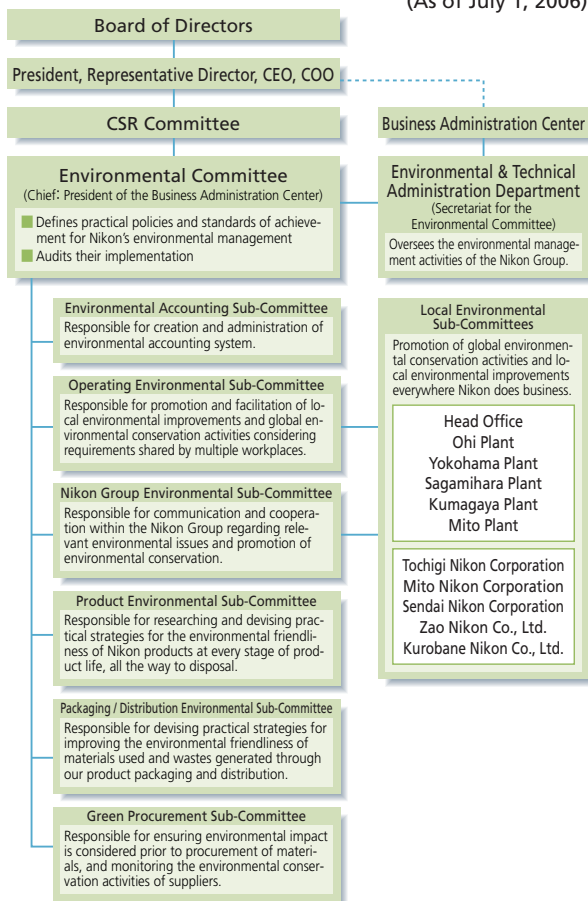 (As of July 1, 2006)
Board of Directors
President, Representative Director, CEO, COO
CSR Committee
Business Administration Center
Environmental Committee
(Chief: President of the Business Administration Center)
Defines practical policies and standards of achieve-
ment for Nikon's environmental management
Audits their implementation
Environmental & Technical
Administration Department
(Secretariat for the
Environmental Committee)
Oversees the environmental manage-
ment activities of the Nikon Group.
Environmental Accounting Sub-Committee
Responsible for creation and administration of
environmental accounting system.
Operating Environmental Sub-Committee
Responsible for promotion and facilitation of lo-
cal environmental improvements and global en-
vironmental conservation activities considering
requirements shared by multiple workplaces.
Nikon Group Environmental Sub-Committee
Responsible for communication and coopera-
tion within the Nikon Group regarding rele-
vant environmental issues and promotion of
environmental conservation.
Product Environmental Sub-Committee
Responsible for researching and devising prac-
tical strategies for the environmental friendli-
ness of Nikon products at every stage of prod-
uct life, all the way to disposal.
Packaging / Distribution Environmental Sub-Committee
Responsible for devising practical strategies for
improving the environmental friendliness of
materials used and wastes generated through
our product packaging and distribution.
Green Procurement Sub-Committee
Responsible for ensuring environmental impact
is considered prior to procurement of materi-
als, and monitoring the environmental conser-
vation activities of suppliers.
Local Environmental
Sub-Committees
Promotion of global environmen-
tal conservation activities and lo-
cal environmental improvements
everywhere Nikon does business.
Head Office
Ohi Plant
Yokohama Plant
Sagamihara Plant
Kumagaya Plant
Mito Plant
Tochigi Nikon Corporation
Mito Nikon Corporation
Sendai Nikon Corporation
Zao Nikon Co., Ltd.
Kurobane Nikon Co., Ltd.